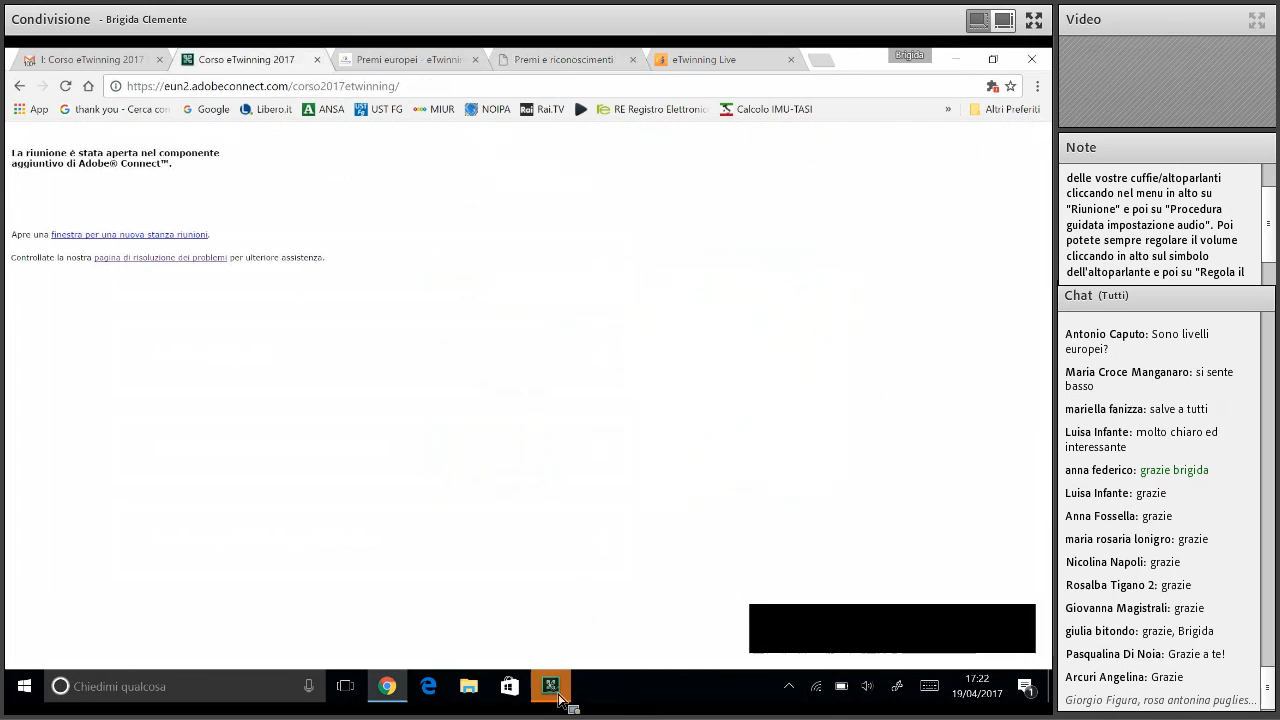 Condivisione - Brigida Clemente
I: Corso eTwinning 2017
Corso eTwinning 2017
Premi europei - eTwinnin
Premi e riconoscimenti
eTwinning Live
Brigida
https://eun2.adobeconnect.com/corso2017etwinning/
App
thank you - Cerca co
Google
Libero.it
ANSA
UST FG
MIUR
NOIPA
Rai.TV
RE Registro Elettronic
Calcolo IMU-TASI
»
Altri Preferiti
La riunione è stata aperta nel componente
aggiuntivo di Adobe® Connect™.
Apre una finestra per una nuova stanza riunioni.
Controllate la nostra pagina di risoluzione dei problemi per ulteriore assistenza.
Chiedimi qualcosa
17:22
19/04/2017
1
Video
Note
delle vostre cuffie/altoparlanti
cliccando nel menu in alto su
"Riunione" e poi su "Procedura
guidata impostazione audio". Poi
potete sempre regolare il volume
cliccando in alto sul simbolo
dell'altoparlante e poi su "Regola il
Chat (Tutti)
Antonio Caputo: Sono livelli
europei?
Maria Croce Manganaro: si sente
basso
mariella fanizza: salve a tutti
Luisa Infante: molto chiaro ed
interessante
anna federico: grazie brigida
Luisa Infante: grazie
Anna Fossella: grazie
maria rosaria lonigro: grazie
Nicolina Napoli: grazie
Rosalba Tigano 2: grazie
Giovanna Magistrali: grazie
giulia bitondo: grazie, Brigida
Pasqualina Di Noia: Grazie a te!
Arcuri Angelina: Grazie
Giorgio Figura, rosa antonina puglies...